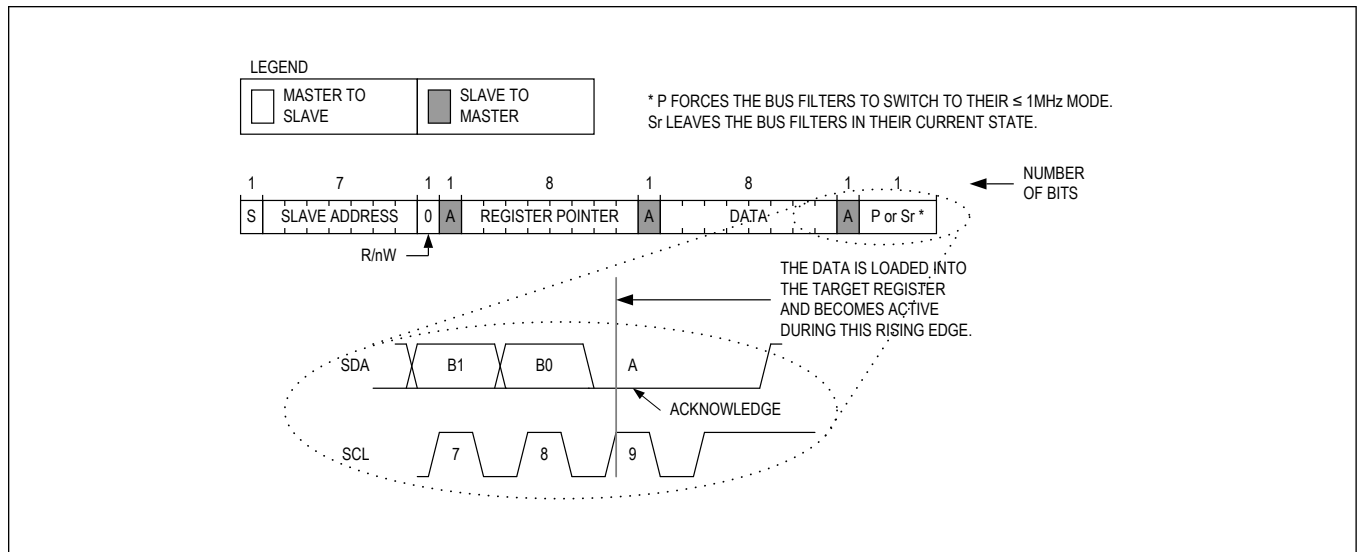 LEGEND
MASTER TO
SLAVE
SLAVE TO
MASTER
* P FORCES THE BUS FILTERS TO SWITCH TO THEIR ≤ 1MHz MODE.
Sr LEAVES THE BUS FILTERS IN THEIR CURRENT STATE.
1 7 1 1 8 1 8 1 1
NUMBER
OF BITS
S SLAVE ADDRESS 0 A REGISTER POINTER A DATA A P or Sr *
R/nW
THE DATA IS LOADED INTO
THE TARGET REGISTER
AND BECOMES ACTIVE
DURING THIS RISING EDGE.
SDA B1 B0 A
ACKNOWLEDGE
SCL 7 8 9